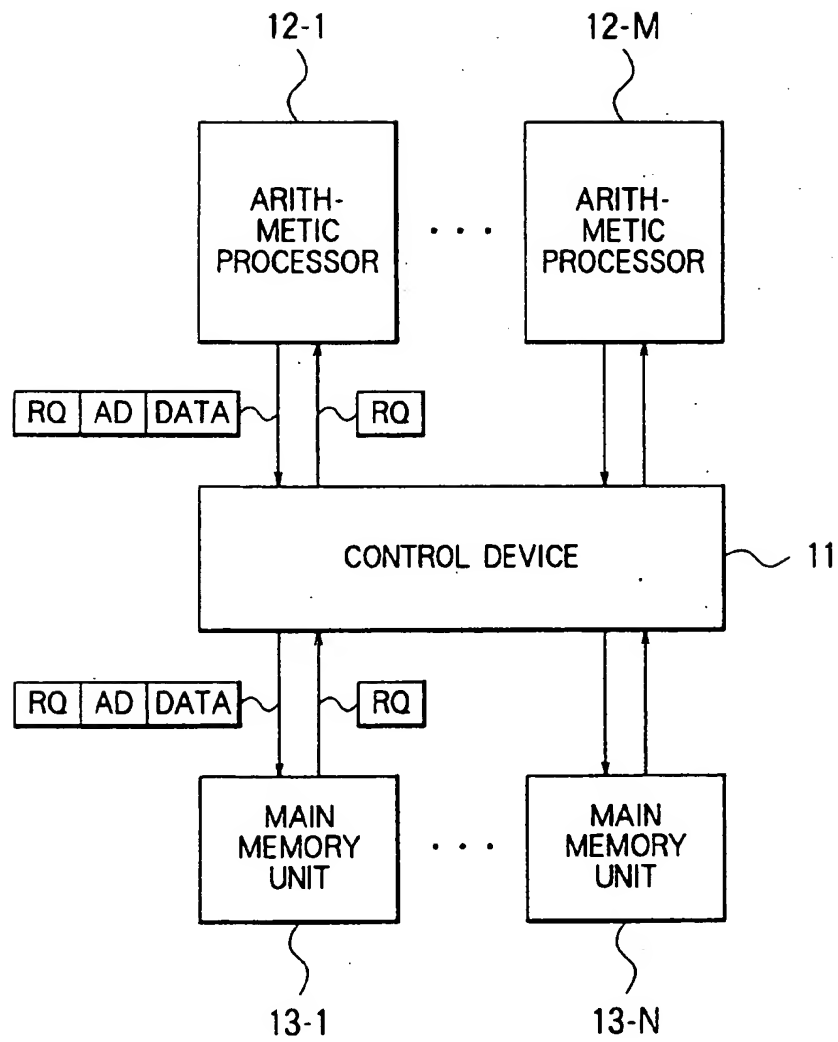 12-1
12-M
ARITH-
METIC
PROCESSOR
. . .
ARITH-
METIC
PROCESSOR
RQ AD DATA
RQ
CONTROL DEVICE
11
RQ AD DATA
RQ
MAIN
MEMORY
UNIT
. . .
MAIN
MEMORY
UNIT
13-1
13-N